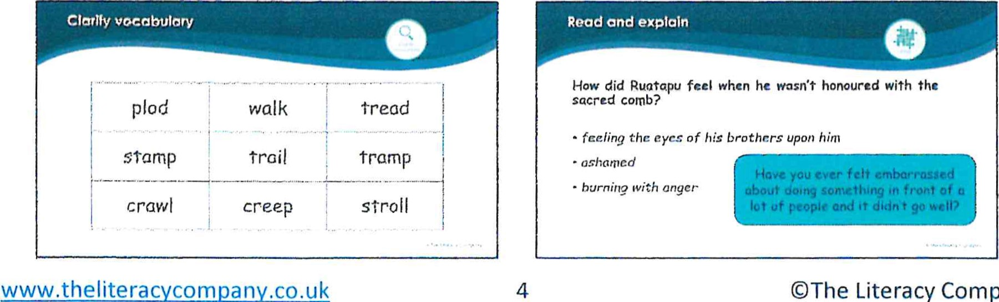 Clarify vocabulary
plod walk tread
stamp trail tramp
crawl creep stroll
Read and explain
How did Ruatapu feel when he wasn't honoured with the
sacred comb?
• feeling the eyes of his brothers upon him
• ashamed
• burning with anger
Have you ever felt embarrassed
about doing something in front of a
lot of people and it didn't go well?
www.theliteracycompany.co.uk
4
©The Literacy Comp